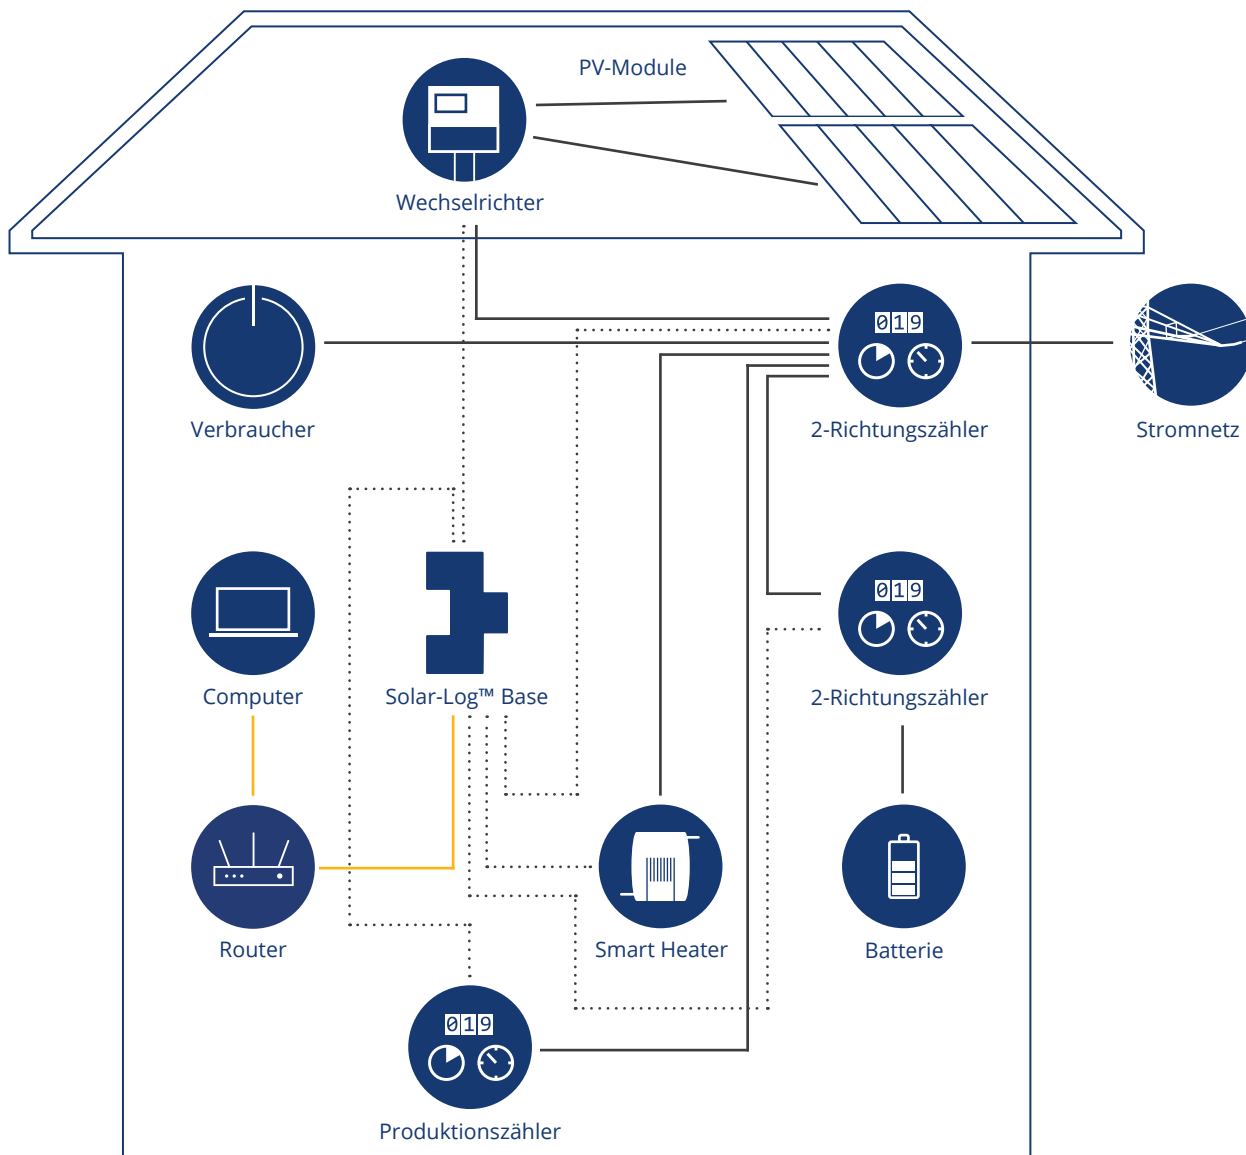 PV-Module
Wechselrichter
019
Verbraucher
2-Richtungszähler
Stromnetz
019
Computer
Solar-Log™ Base
2-Richtungszähler
Router
Smart Heater
Batterie
019
Produktionszähler